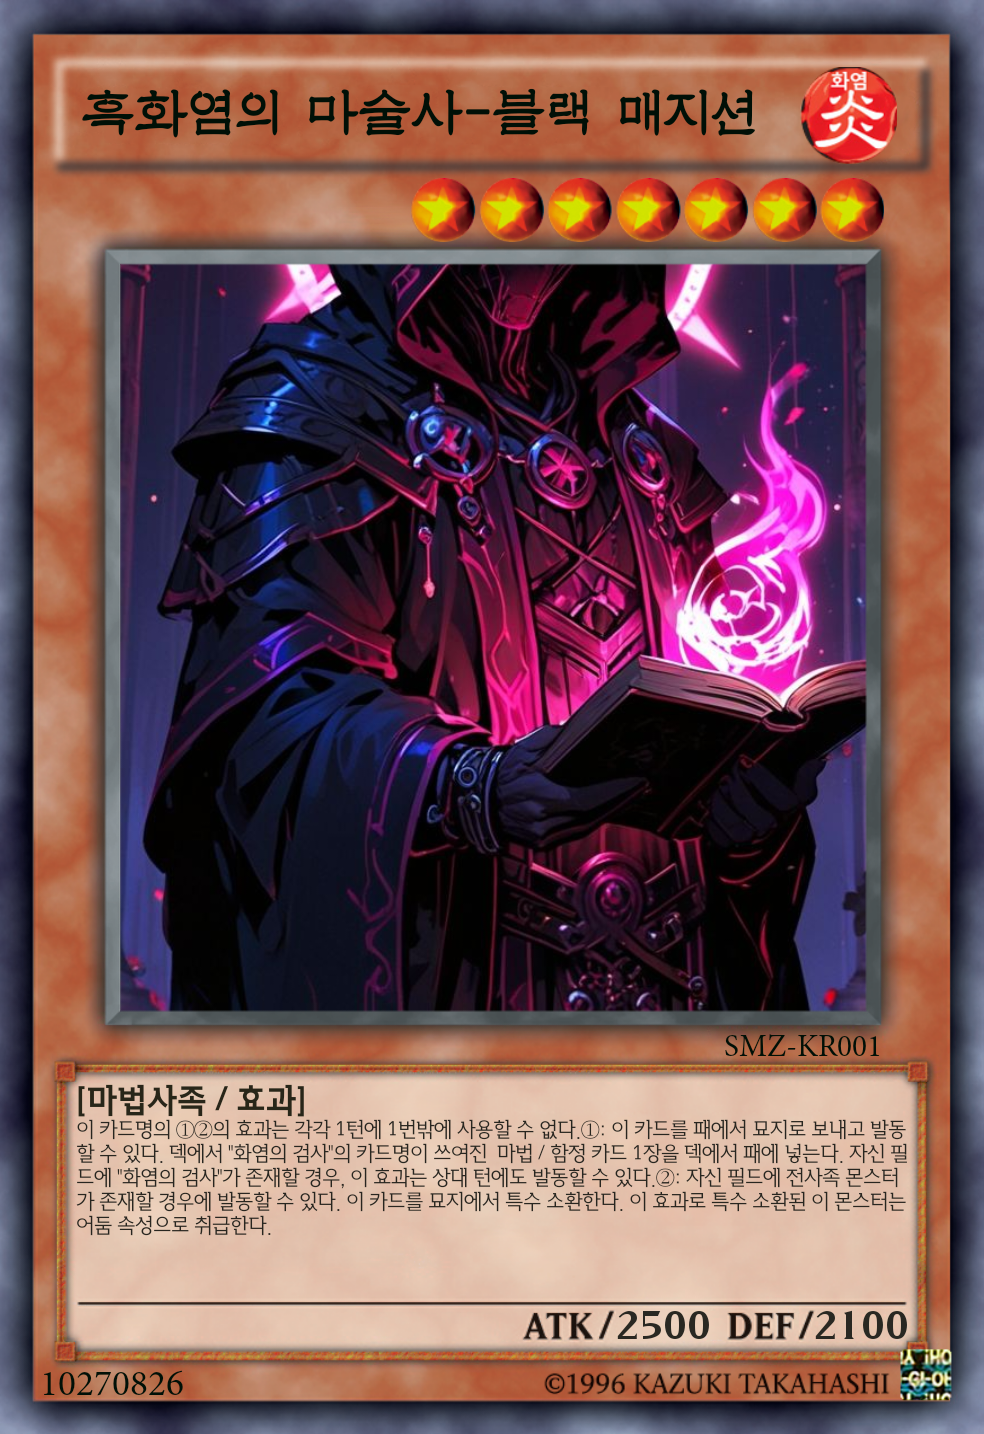 흑화염의 마술사-블랙 매지션
화염
炎
SMZ-KR001
[마법사족 / 효과]
이 카드명의 ①②의 효과는 각각 1턴에 1번밖에 사용할 수 없다.①: 이 카드를 패에서 묘지로 보내고 발동
할 수 있다. 덱에서 "화염의 검사"의 카드명이 쓰여진 마법 / 함정 카드 1장을 덱에서 패에 넣는다. 자신 필
드에 "화염의 검사"가 존재할 경우, 이 효과는 상대 턴에도 발동할 수 있다.②: 자신 필드에 전사족 몬스터
가 존재할 경우에 발동할 수 있다. 이 카드를 묘지에서 특수 소환한다. 이 효과로 특수 소환된 이 몬스터는
어둠 속성으로 취급한다.
ATK/2500 DEF/2100
10270826
©1996 KAZUKI TAKAHASHI